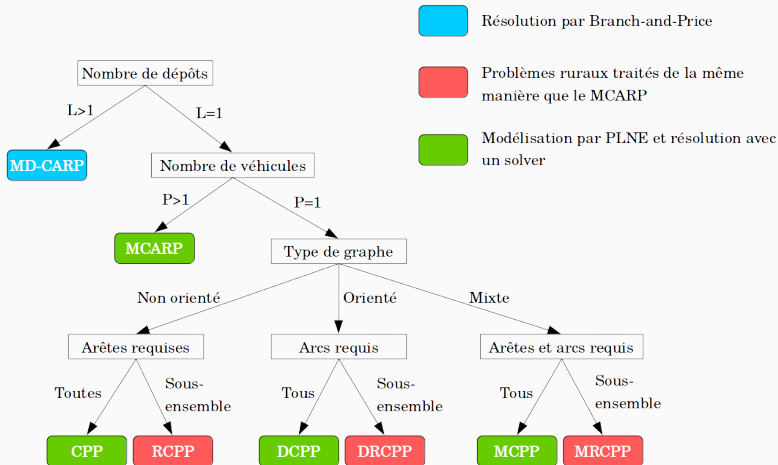 Résolution par Branch-and-Price
Problèmes ruraux traités de la même
manière que le MCARP
Modélisation par PLNE et résolution avec
un solver
Nombre de dépôts
L>1
L=1
MD-CARP
Nombre de véhicules
P>1
P=1
MCARP
Type de graphe
Non orienté
Orienté
Mixte
Arêtes requises
Arcs requis
Arêtes et arcs requis
Toutes
Sous-
ensemble
Tous
Sous-
ensemble
Tous
Sous-
ensemble
CPP
RCPP
DCPP
DRCPP
MCPP
MRCPP